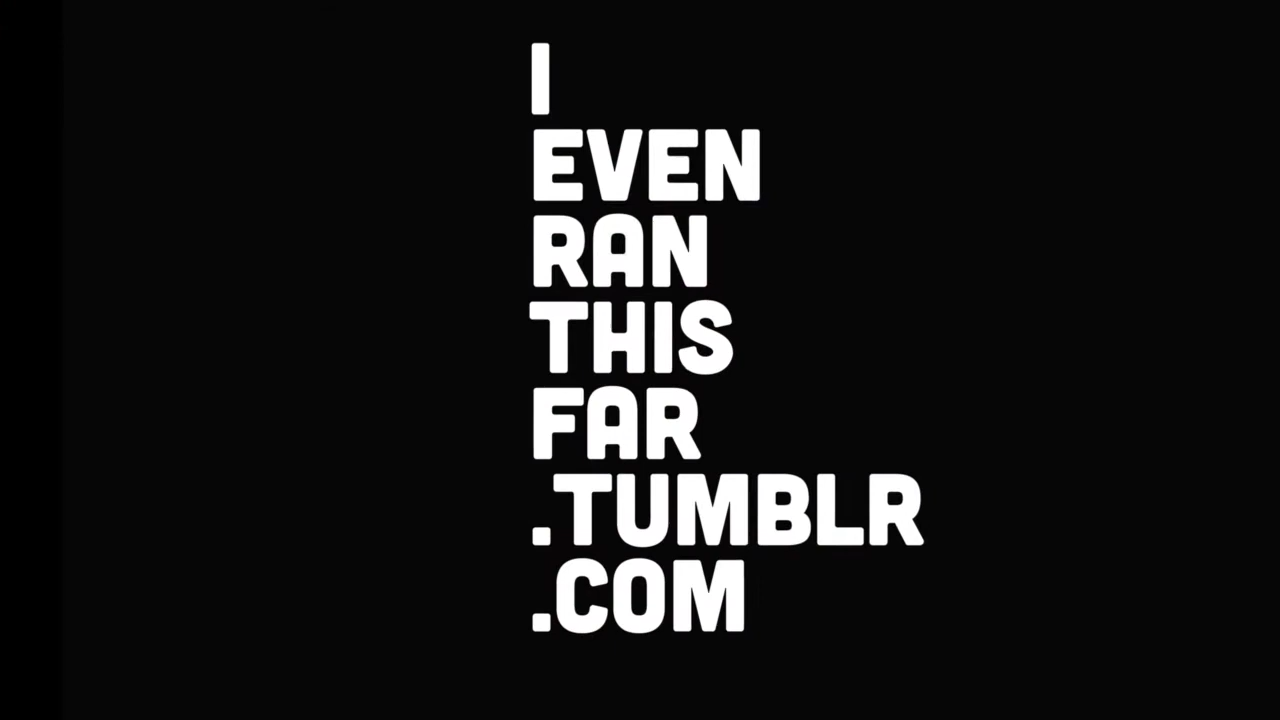 I
EVEN
RAN
THIS
FAR
.TUMBLR
.COM